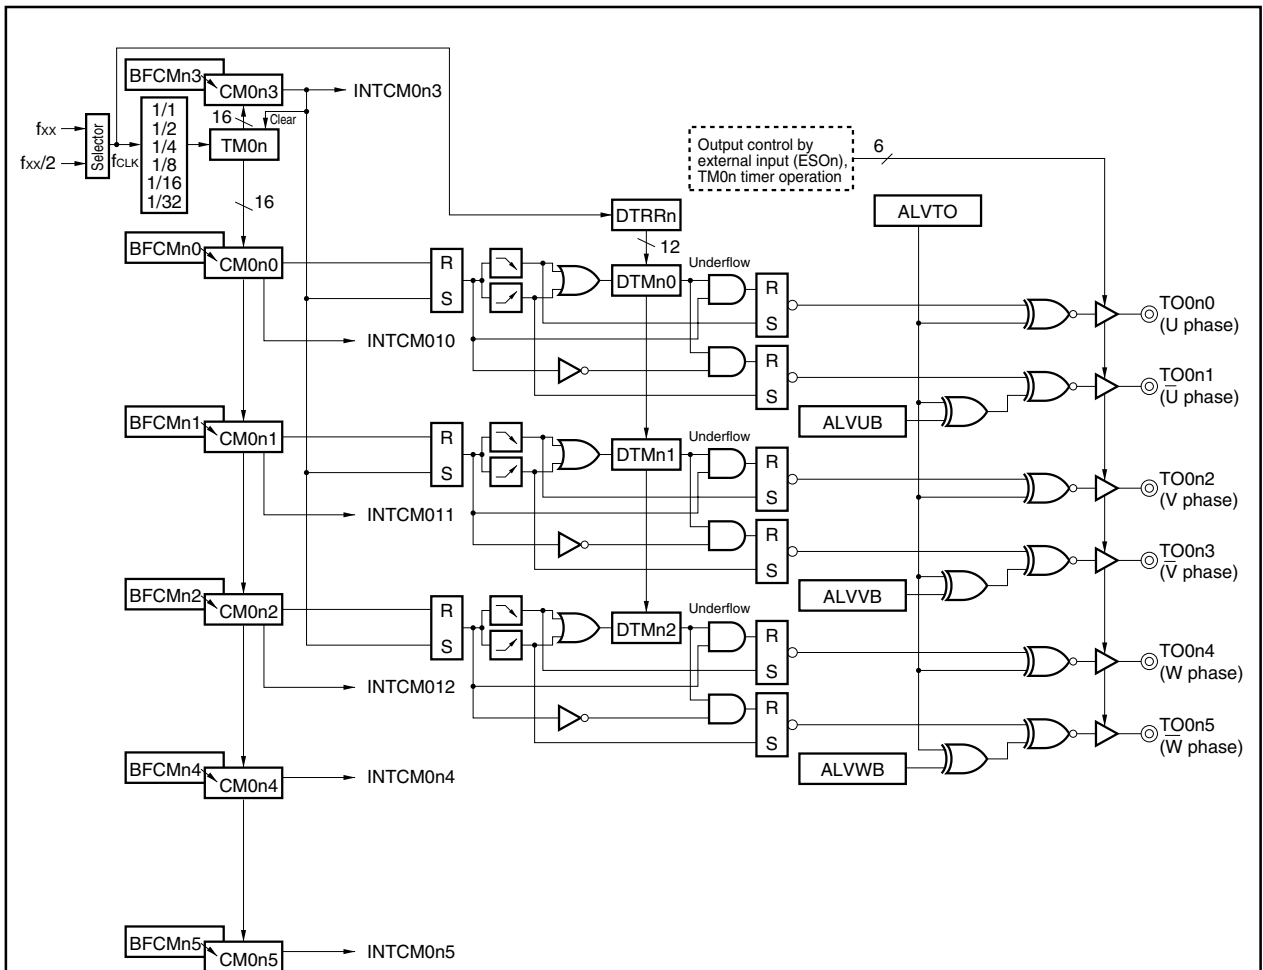 BFCMn3
CM0n3
INTCM0n3
fXX
fXX/2
Selector
fCLK
1/1
1/2
1/4
1/8
1/16
1/32
16
Clear
TM0n
16
Output control by
external input (ESOn),
TM0n timer operation
6
ALVTO
DTRRn
12
BFCMn0
CM0n0
R
S
DTMn0
Underflow
R
S
TO0n0
(U phase)
INTCM010
R
S
TO0n1
(U̅ phase)
ALVUB
BFCMn1
CM0n1
R
S
DTMn1
Underflow
R
S
TO0n2
(V phase)
INTCM011
R
S
TO0n3
(V̅ phase)
ALVVB
BFCMn2
CM0n2
R
S
DTMn2
Underflow
R
S
TO0n4
(W phase)
INTCM012
R
S
TO0n5
(W̅ phase)
ALVWB
BFCMn4
CM0n4
INTCM0n4
BFCMn5
CM0n5
INTCM0n5